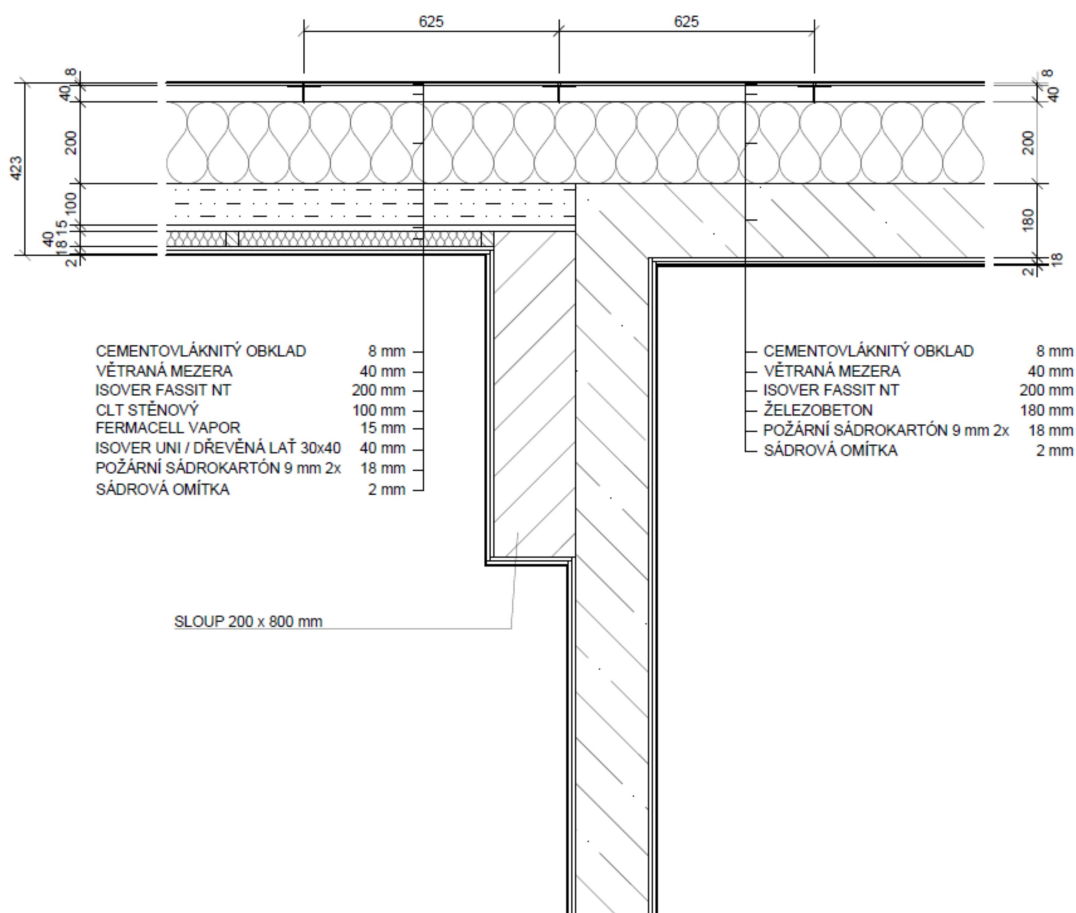 625
625
8
40
200
423
100
15
40
18
2
8
40
200
180
18
2
CEMENTOVLÁKNITÝ OBKLAD 8 mm
VĚTRANÁ MEZERA 40 mm
ISOVER FASSIT NT 200 mm
CLT STĚNOVÝ 100 mm
FERMACELL VAPOR 15 mm
ISOVER UNI / DŘEVĚNÁ LAŤ 30x40 40 mm
POŽÁRNÍ SÁDROKARTÓN 9 mm 2x 18 mm
SÁDROVÁ OMÍTKA 2 mm
CEMENTOVLÁKNITÝ OBKLAD 8 mm
VĚTRANÁ MEZERA 40 mm
ISOVER FASSIT NT 200 mm
ŽELEZOBETON 180 mm
POŽÁRNÍ SÁDROKARTÓN 9 mm 2x 18 mm
SÁDROVÁ OMÍTKA 2 mm
SLOUP 200 x 800 mm